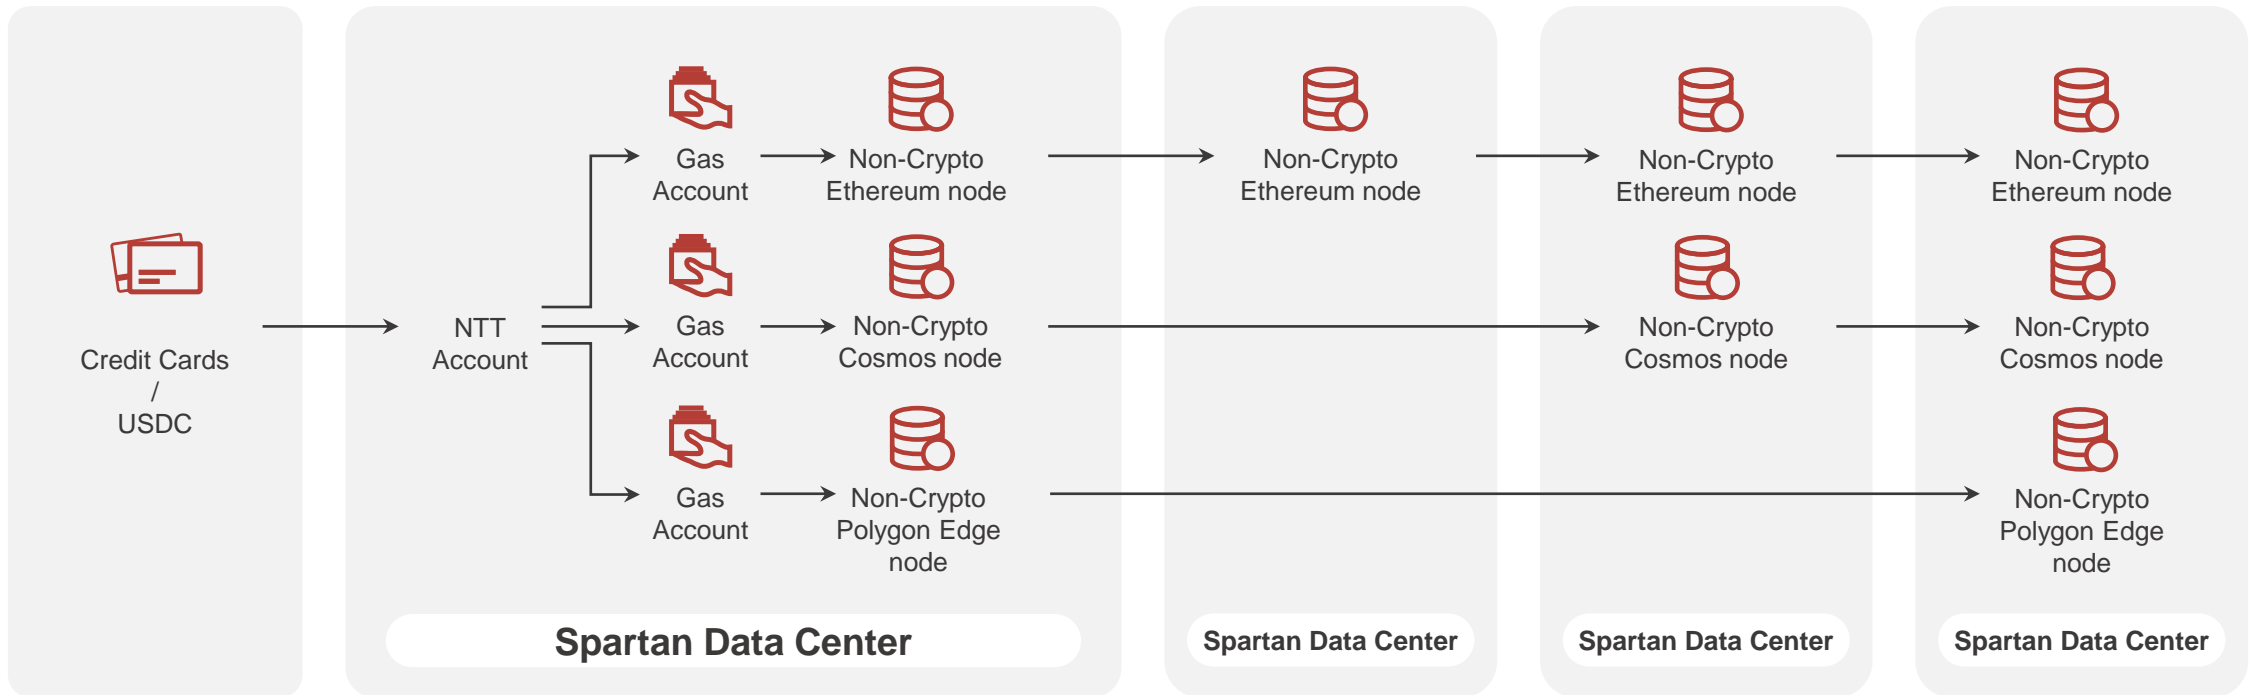 Credit Cards
/
USDC
NTT
Account
Gas
Account
Non-Crypto
Ethereum node
Gas
Account
Non-Crypto
Cosmos node
Gas
Account
Non-Crypto
Polygon Edge
node
Spartan Data Center
Non-Crypto
Ethereum node
Spartan Data Center
Non-Crypto
Ethereum node
Non-Crypto
Cosmos node
Spartan Data Center
Non-Crypto
Ethereum node
Non-Crypto
Cosmos node
Non-Crypto
Polygon Edge
node
Spartan Data Center